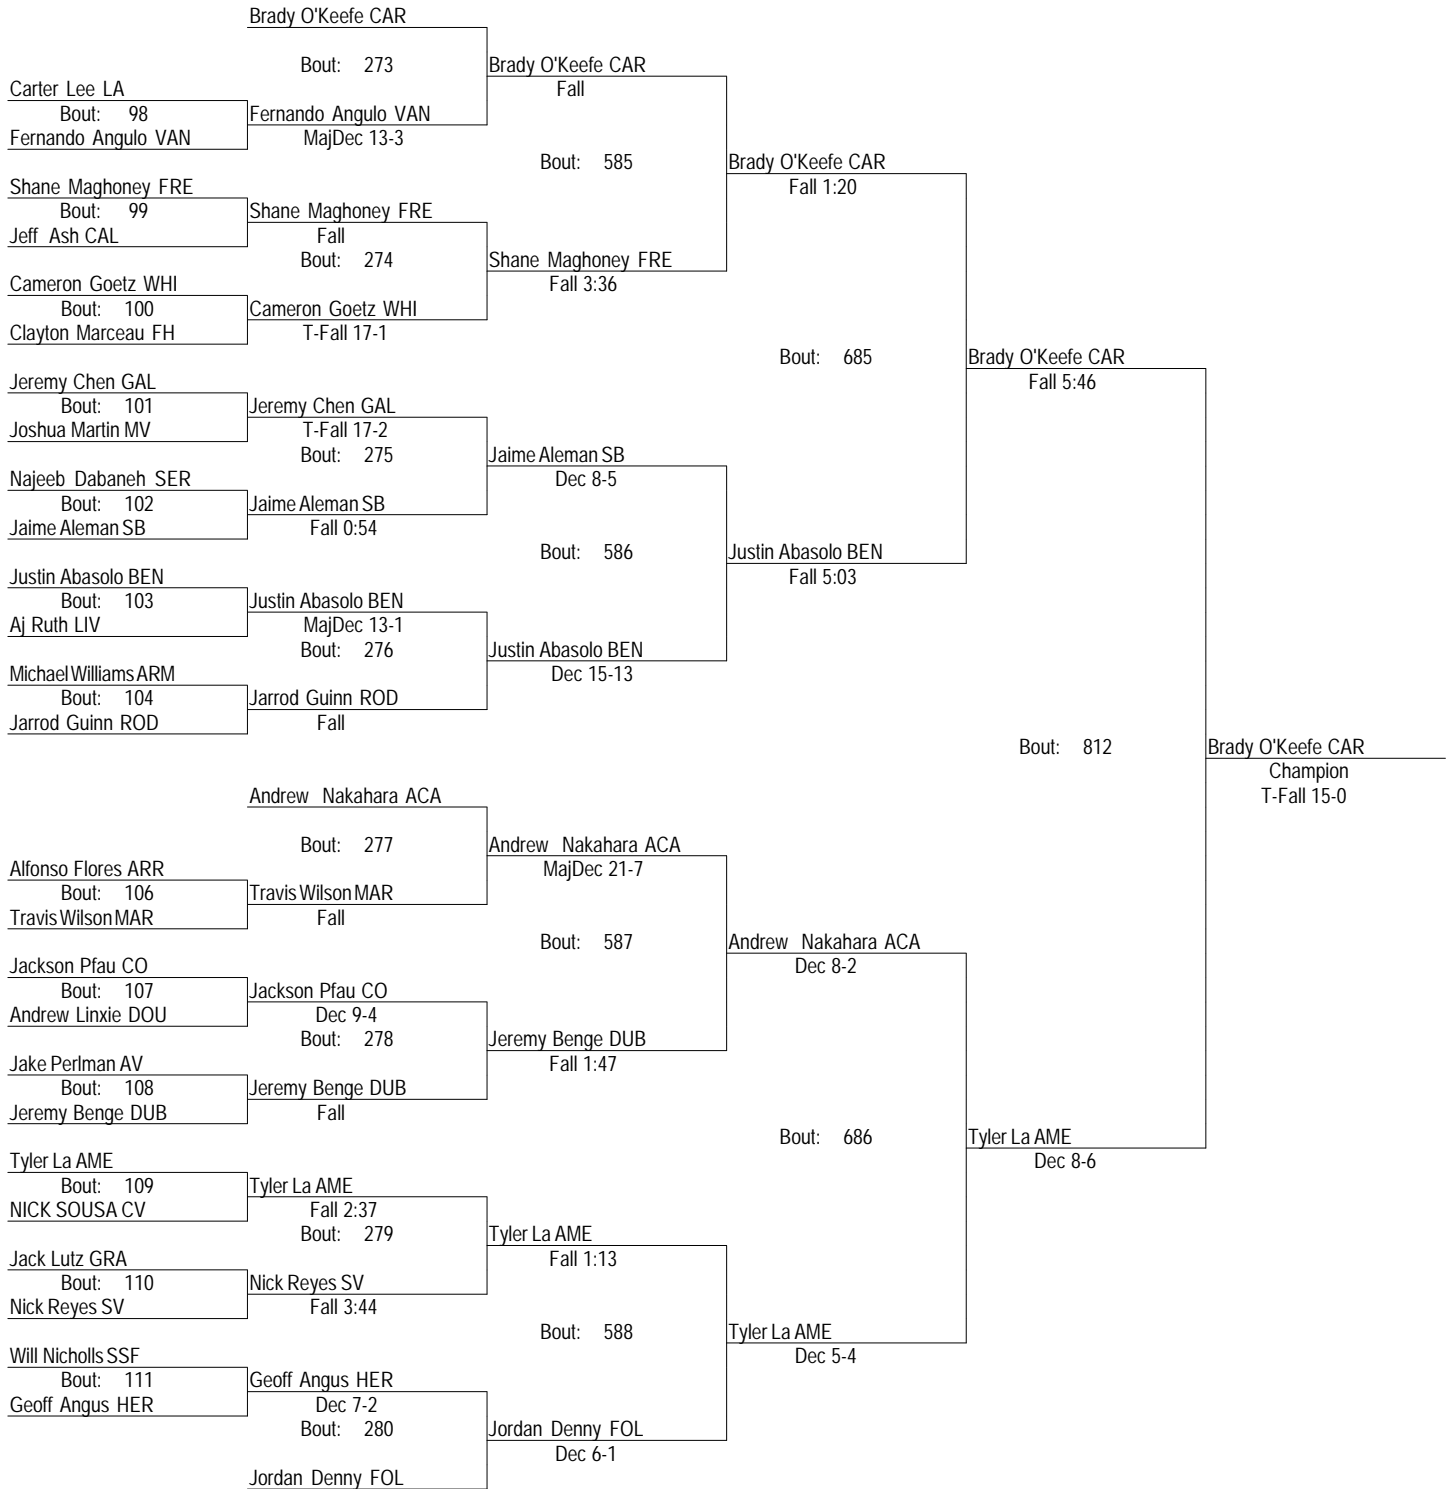 Brady O'Keefe CAR
Bout: 273
Brady O'Keefe CAR
Fall
Carter Lee LA
Bout: 98
Fernando Angulo VAN
Fernando Angulo VAN
MajDec 13-3
Bout: 585
Brady O'Keefe CAR
Fall 1:20
Shane Maghoney FRE
Bout: 99
Jeff Ash CAL
Shane Maghoney FRE
Fall
Bout: 274
Shane Maghoney FRE
Fall 3:36
Cameron Goetz WHI
Bout: 100
Clayton Marceau FH
Cameron Goetz WHI
T-Fall 17-1
Bout: 685
Brady O'Keefe CAR
Fall 5:46
Jeremy Chen GAL
Bout: 101
Joshua Martin MV
Jeremy Chen GAL
T-Fall 17-2
Bout: 275
Jaime Aleman SB
Dec 8-5
Najeeb Dabaneh SER
Bout: 102
Jaime Aleman SB
Jaime Aleman SB
Fall 0:54
Bout: 586
Justin Abasolo BEN
Fall 5:03
Justin Abasolo BEN
Bout: 103
Aj Ruth LIV
Justin Abasolo BEN
MajDec 13-1
Bout: 276
Justin Abasolo BEN
Dec 15-13
Michael Williams ARM
Bout: 104
Jarrod Guinn ROD
Jarrod Guinn ROD
Fall
Bout: 812
Brady O'Keefe CAR
Champion
T-Fall 15-0
Andrew Nakahara ACA
Bout: 277
Andrew Nakahara ACA
MajDec 21-7
Alfonso Flores ARR
Bout: 106
Travis Wilson MAR
Travis Wilson MAR
Fall
Bout: 587
Andrew Nakahara ACA
Dec 8-2
Jackson Pfau CO
Bout: 107
Andrew Linxie DOU
Jackson Pfau CO
Dec 9-4
Bout: 278
Jeremy Benge DUB
Fall 1:47
Jake Perlman AV
Bout: 108
Jeremy Benge DUB
Jeremy Benge DUB
Fall
Bout: 686
Tyler La AME
Dec 8-6
Tyler La AME
Bout: 109
NICK SOUSA CV
Tyler La AME
Fall 2:37
Bout: 279
Tyler La AME
Fall 1:13
Jack Lutz GRA
Bout: 110
Nick Reyes SV
Nick Reyes SV
Fall 3:44
Bout: 588
Tyler La AME
Dec 5-4
Will Nicholls SSF
Bout: 111
Geoff Angus HER
Geoff Angus HER
Dec 7-2
Bout: 280
Jordan Denny FOL
Dec 6-1
Jordan Denny FOL